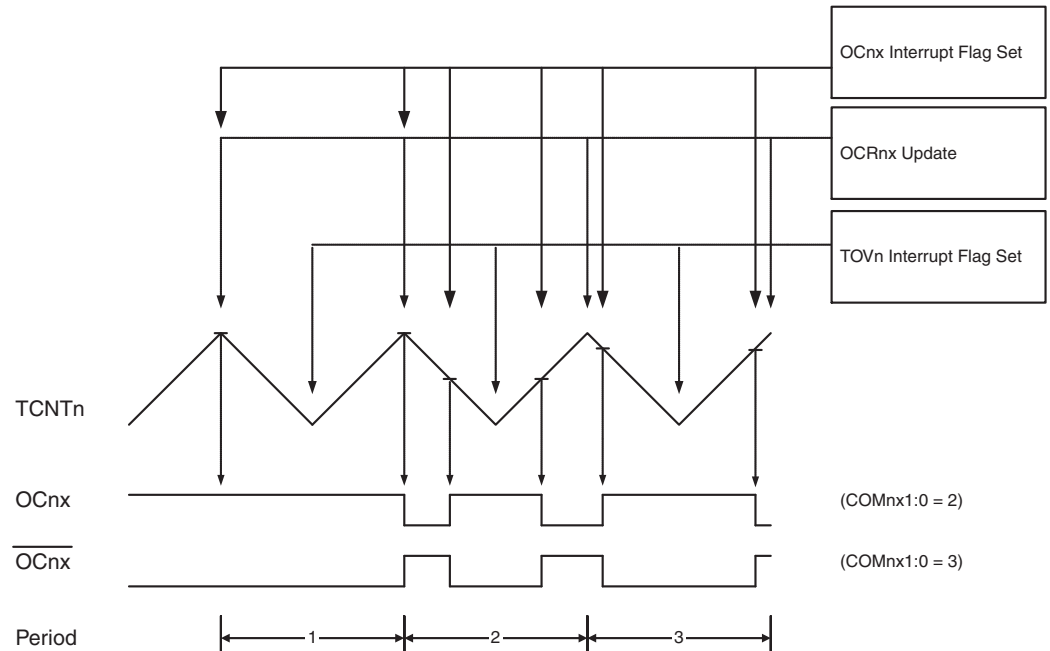 OCnx Interrupt Flag Set
OCRnx Update
TOVn Interrupt Flag Set
TCNTn
OCnx
(COMnx1:0 = 2)
OCnx
(COMnx1:0 = 3)
Period
1
2
3